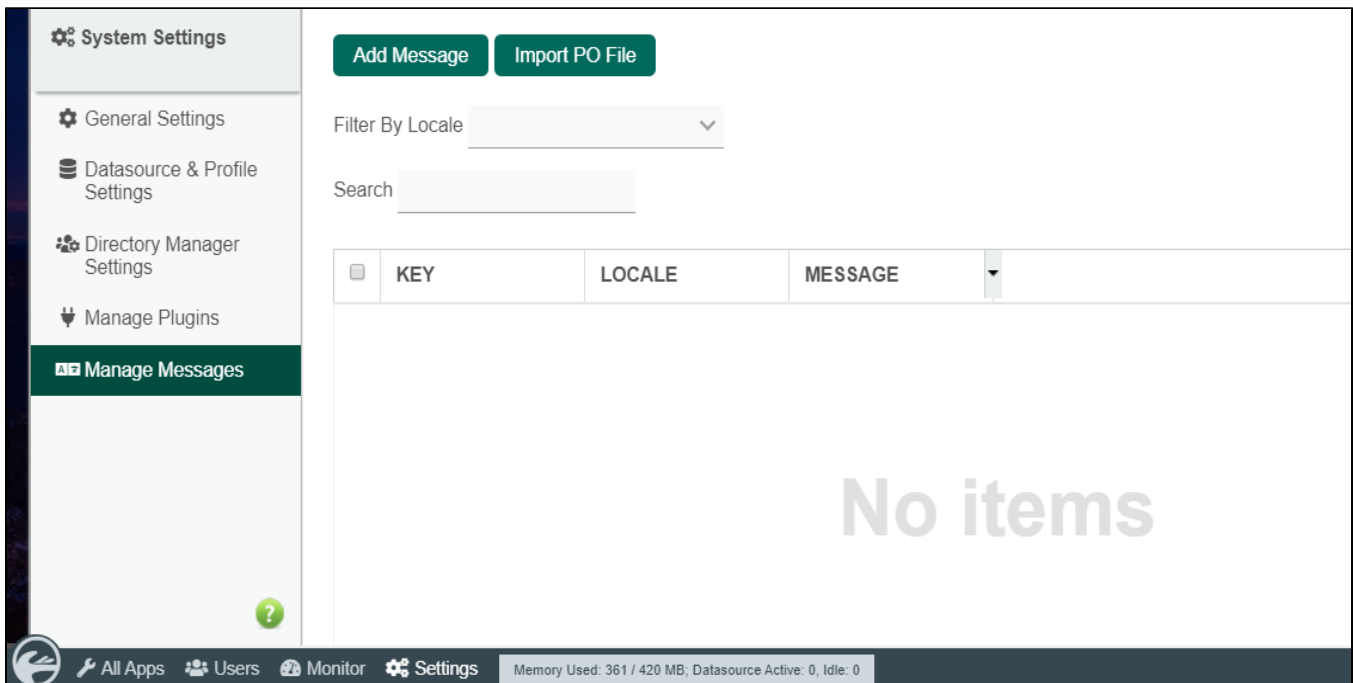 System Settings
General Settings
Datasource & Profile
Settings
Directory Manager
Settings
Manage Plugins
Manage Messages
?
Add Message Import PO File
Filter By Locale
Search
KEY LOCALE MESSAGE
No items
All Apps Users Monitor Settings Memory Used: 361 / 420 MB; Datasource Active: 0, Idle: 0